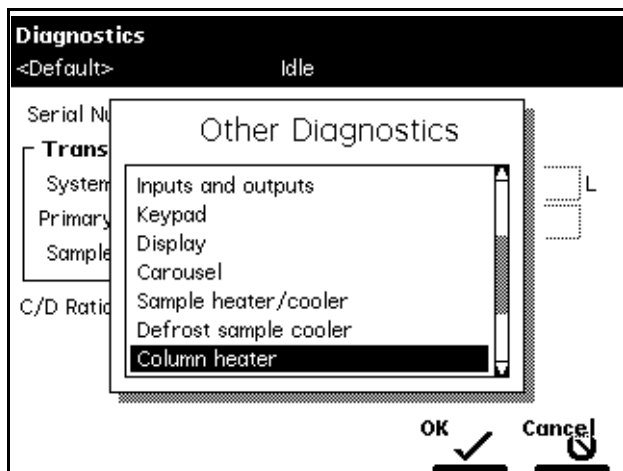 Diagnostics
<Default> Idle
Serial Nu
Other Diagnostics
Trans
System
Inputs and outputs
L
Primary
Keypad
Sample
Display
Carousel
C/D Ratio
Sample heater/cooler
Defrost sample cooler
Column heater
OK Cancel